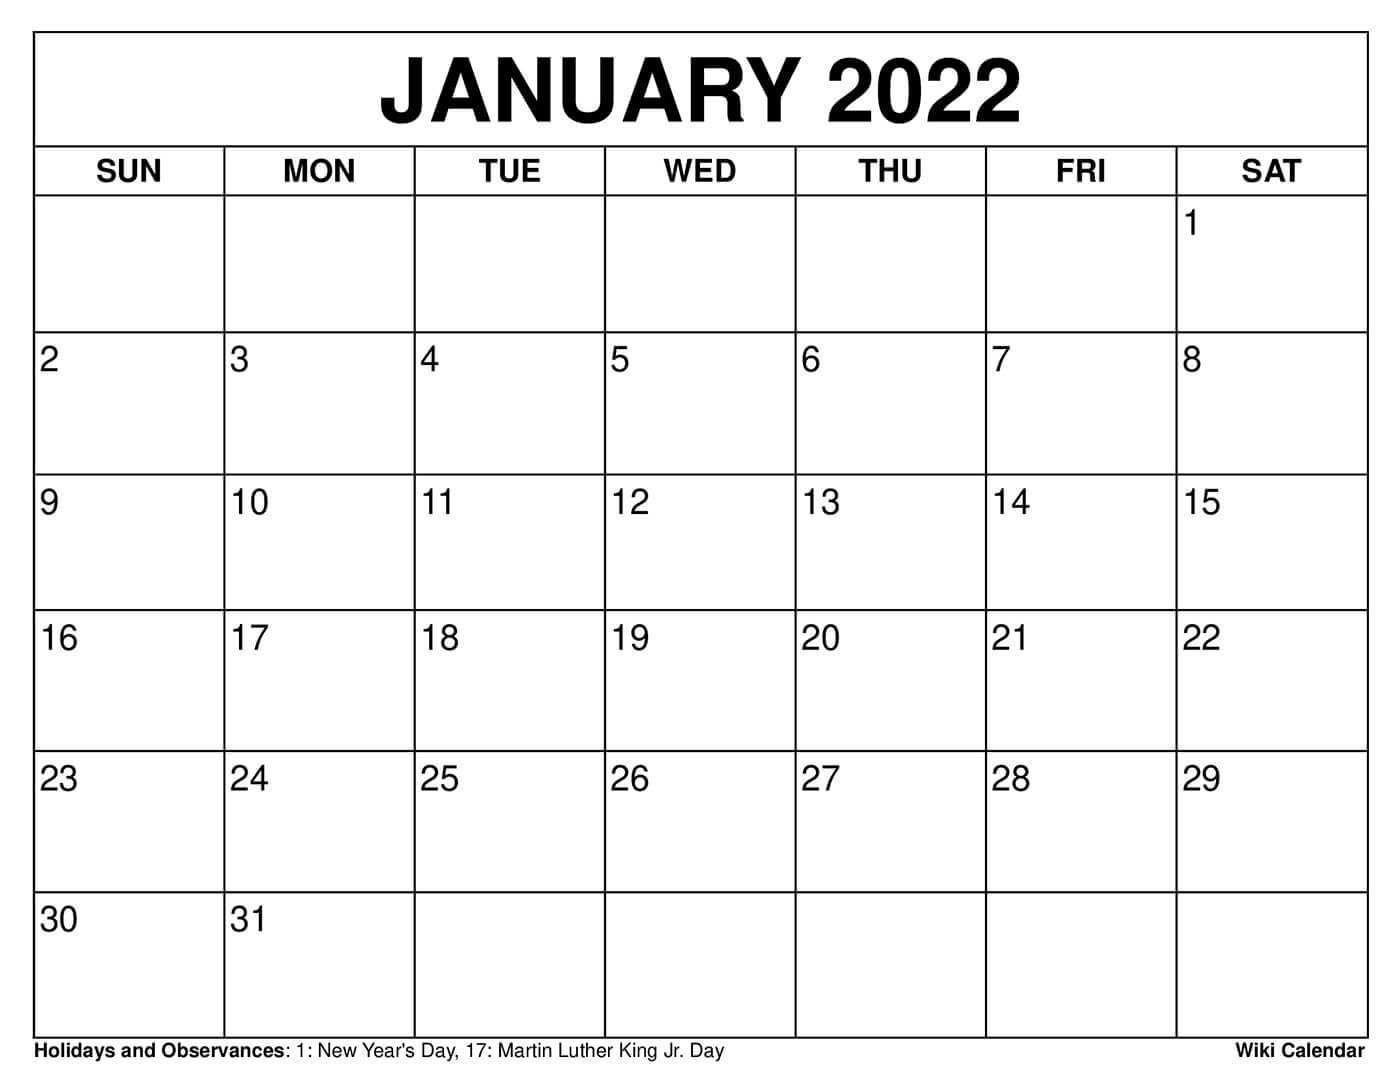 JANUARY 2022
SUN MON TUE WED THU FRI SAT
1
2 3 4 5 6 7 8
9 10 11 12 13 14 15
16 17 18 19 20 21 22
23 24 25 26 27 28 29
30 31
Holidays and Observances: 1: New Year's Day, 17: Martin Luther King Jr. Day Wiki Calendar